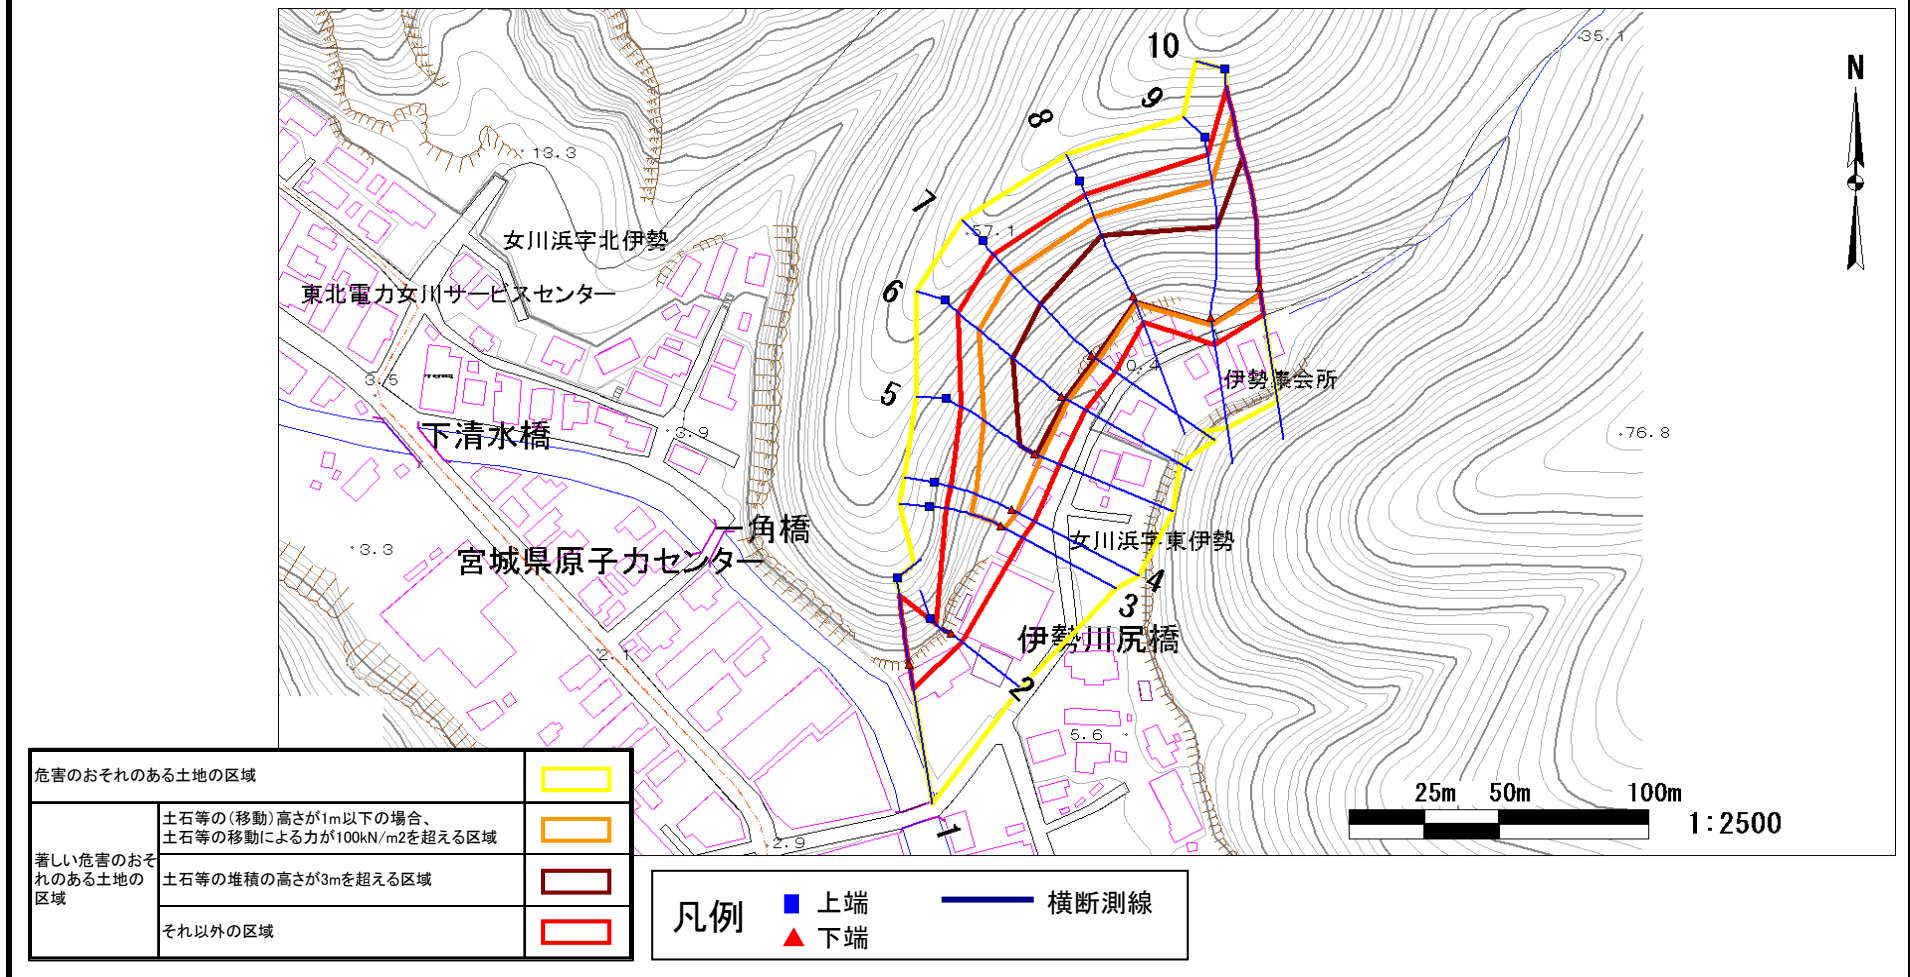 10
9
8
7
6
5
4
3
2
1
35.1
N
13.3
女川浜字北伊勢
57.1
東北電力女川サービスセンター
3.5
0.4
伊勢集会所
下清水橋
3.9
76.8
一角橋
3.3
宮城県原子力センター
女川浜字東伊勢
2.1
伊勢川尻橋
5.6
2.9
25m 50m 100m
1:2500
危害のおそれのある土地の区域
著しい危害のおそ
れのある土地の
区域
土石等の(移動)高さが1m以下の場合、
土石等の移動による力が100kN/m2を超える区域
土石等の堆積の高さが3mを超える区域
それ以外の区域
凡例
上端
下端
横断測線